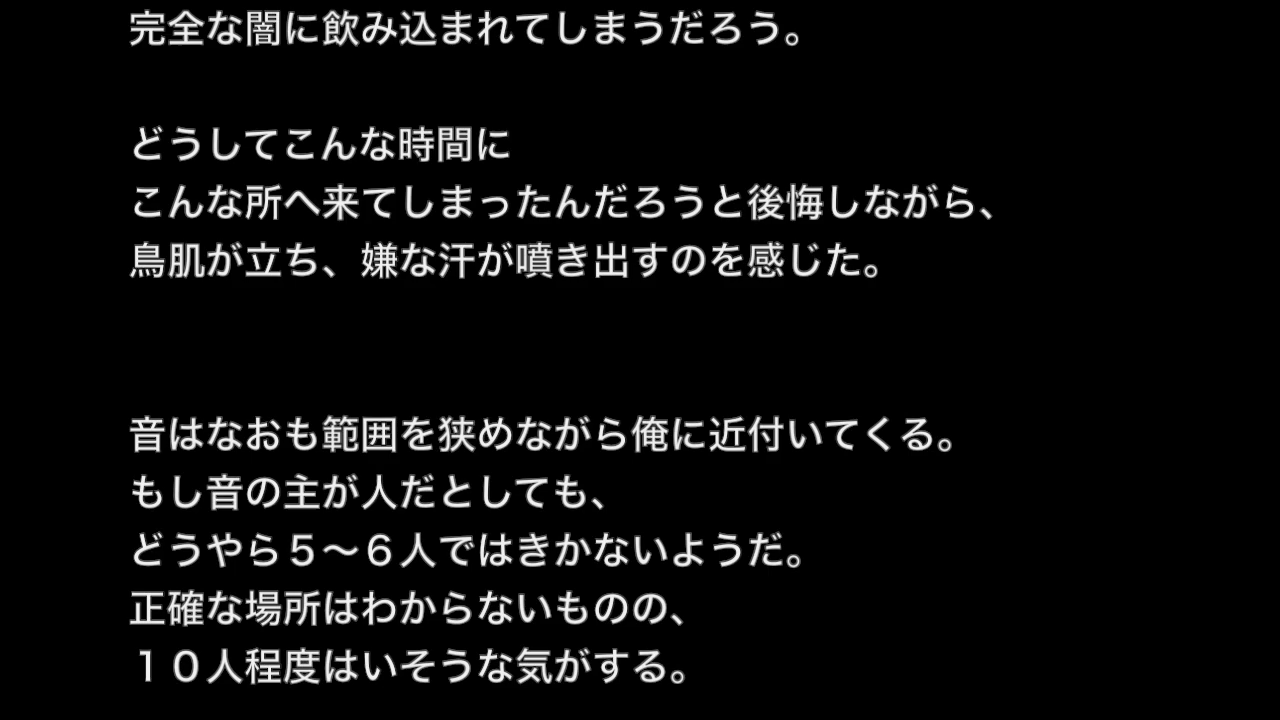 完全な闇に飲み込まれてしまうだろう。
どうしてこんな時間に
こんな所へ来てしまったんだろうと後悔しながら、
鳥肌が立ち、嫌な汗が噴き出すのを感じた。
音はなおも範囲を狭めながら俺に近付いてくる。
もし音の主が人だとしても、
どうやら５〜６人ではきかないようだ。
正確な場所はわからないものの、
１０人程度はいそうな気がする。